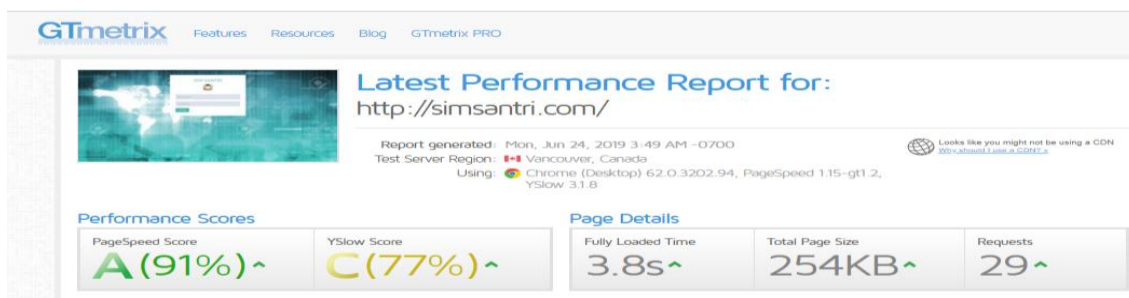 GTmetrix Features Resources Blog GTmetrix PRO
Latest Performance Report for:
http://simsantri.com/
Report generated: Mon, Jun 24, 2019 3:49 AM -0700
Test Server Region: Vancouver, Canada
Using: Chrome (Desktop) 62.0.3202.94, PageSpeed 1.15-gt1.2,
YSlow 3.1.8
Looks like you might not be using a CDN
Why should I use a CDN? »
Performance Scores
PageSpeed Score
A (91%)
YSlow Score
C (77%)
Page Details
Fully Loaded Time
3.8s
Total Page Size
254KB
Requests
29